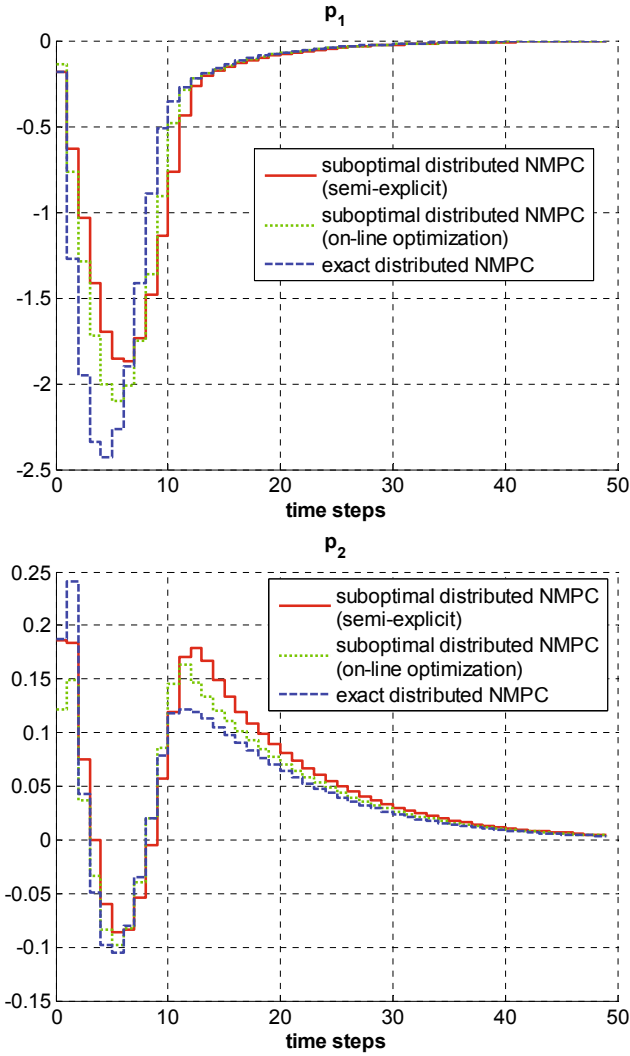 p1
0
-0.5
-1
-1.5
-2
-2.5
suboptimal distributed NMPC
(semi-explicit)
suboptimal distributed NMPC
(on-line optimization)
exact distributed NMPC
0 10 20 30 40 50
time steps
p2
0.25
0.2
0.15
0.1
0.05
0
-0.05
-0.1
-0.15
suboptimal distributed NMPC
(semi-explicit)
suboptimal distributed NMPC
(on-line optimization)
exact distributed NMPC
0 10 20 30 40 50
time steps